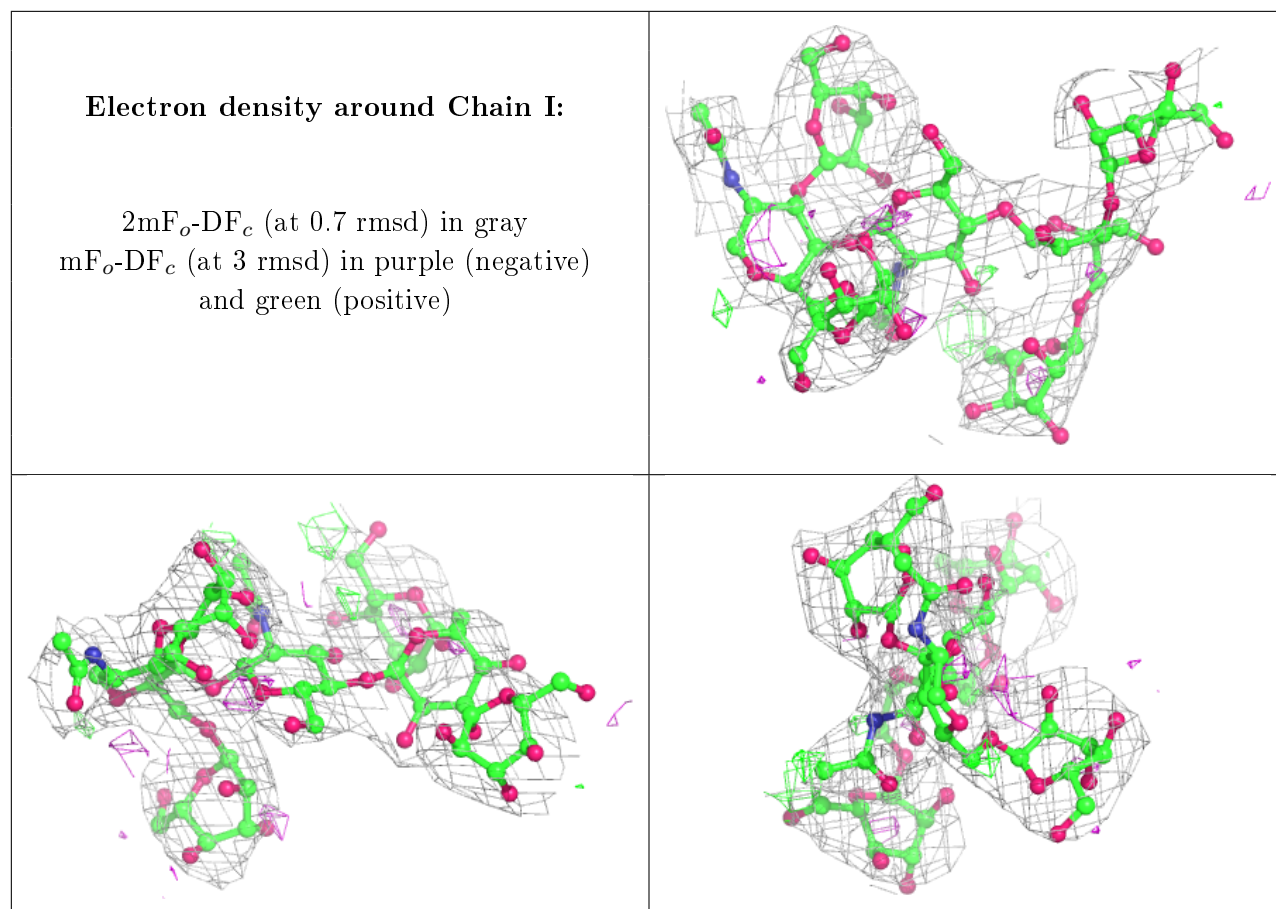 Electron density around Chain I:
2mFₒ-DF𝒸 (at 0.7 rmsd) in gray
mFₒ-DF𝒸 (at 3 rmsd) in purple (negative)
and green (positive)